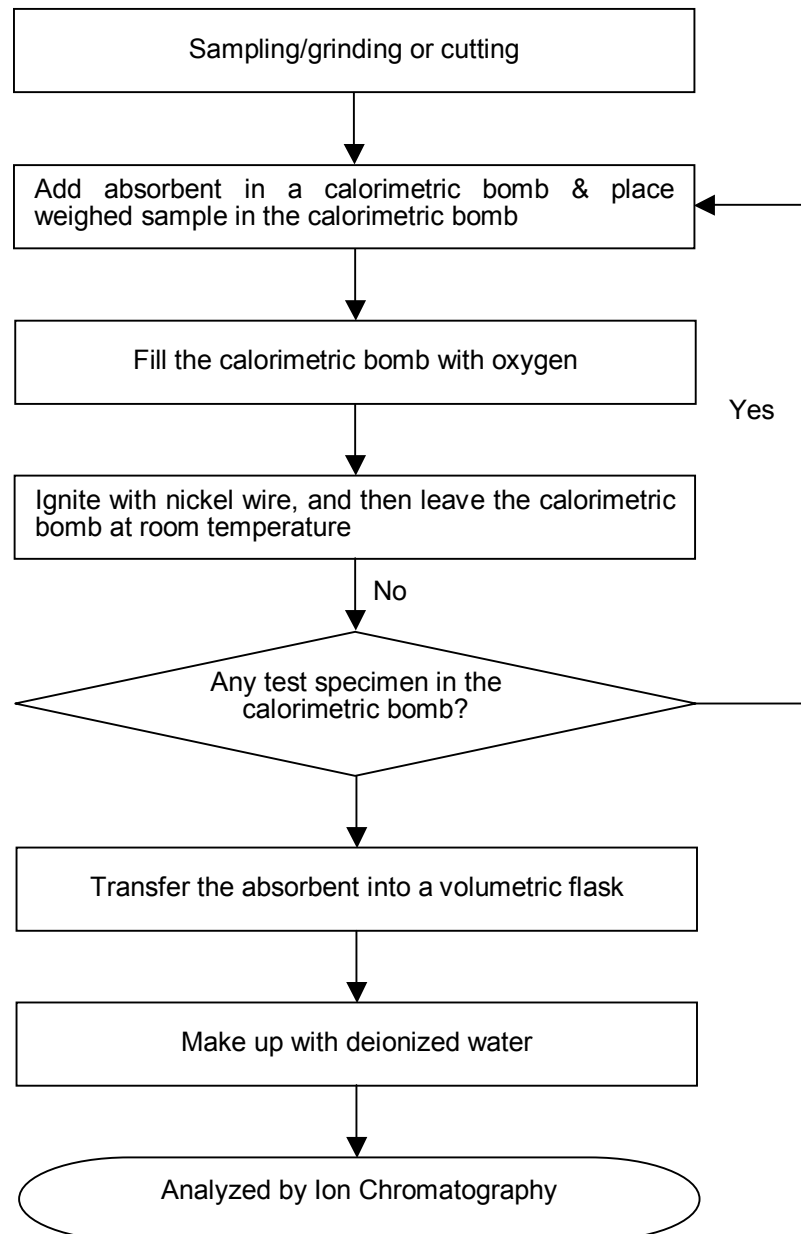 Sampling/grinding or cutting
Add absorbent in a calorimetric bomb & place
weighed sample in the calorimetric bomb
Fill the calorimetric bomb with oxygen
Yes
Ignite with nickel wire, and then leave the calorimetric
bomb at room temperature
No
Any test specimen in the
calorimetric bomb?
Transfer the absorbent into a volumetric flask
Make up with deionized water
Analyzed by Ion Chromatography